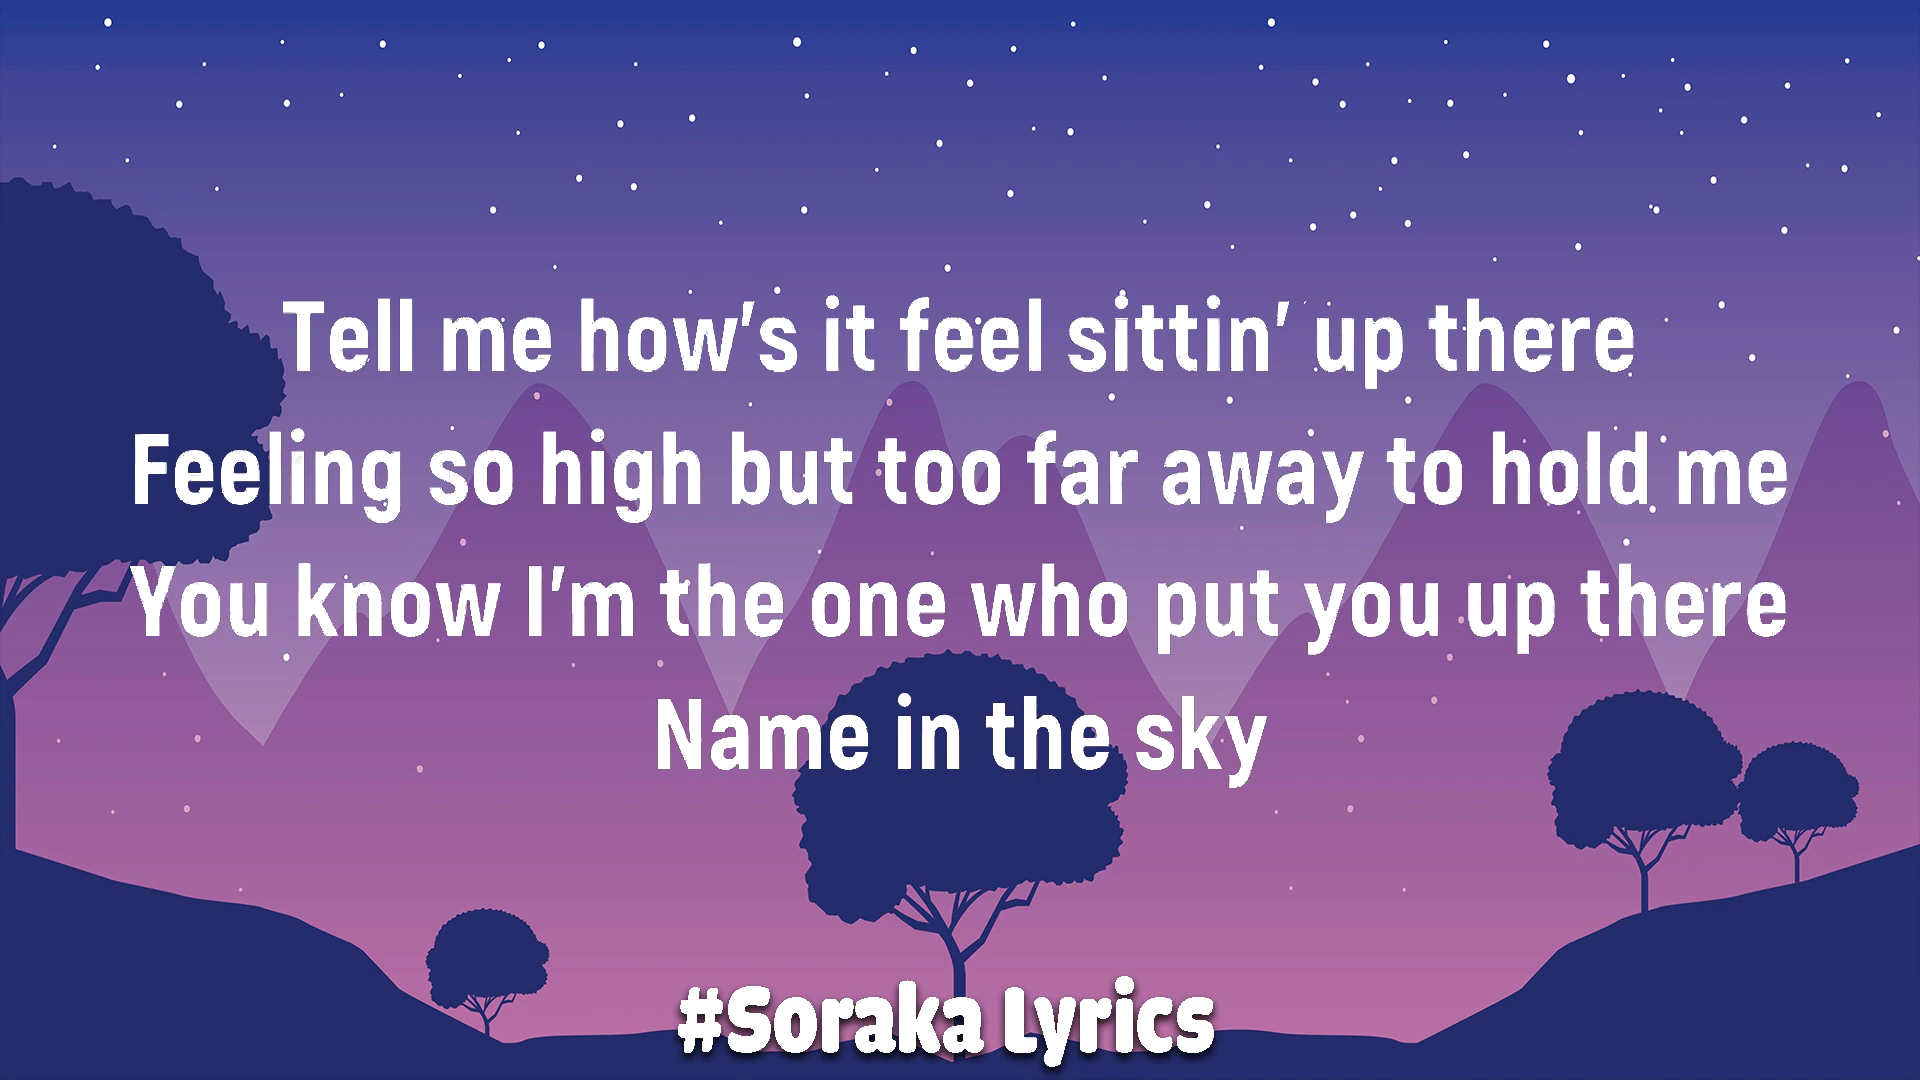 Tell me how's it feel sittin' up there
Feeling so high but too far away to hold me
You know I'm the one who put you up there
Name in the sky
#Soraka Lyrics